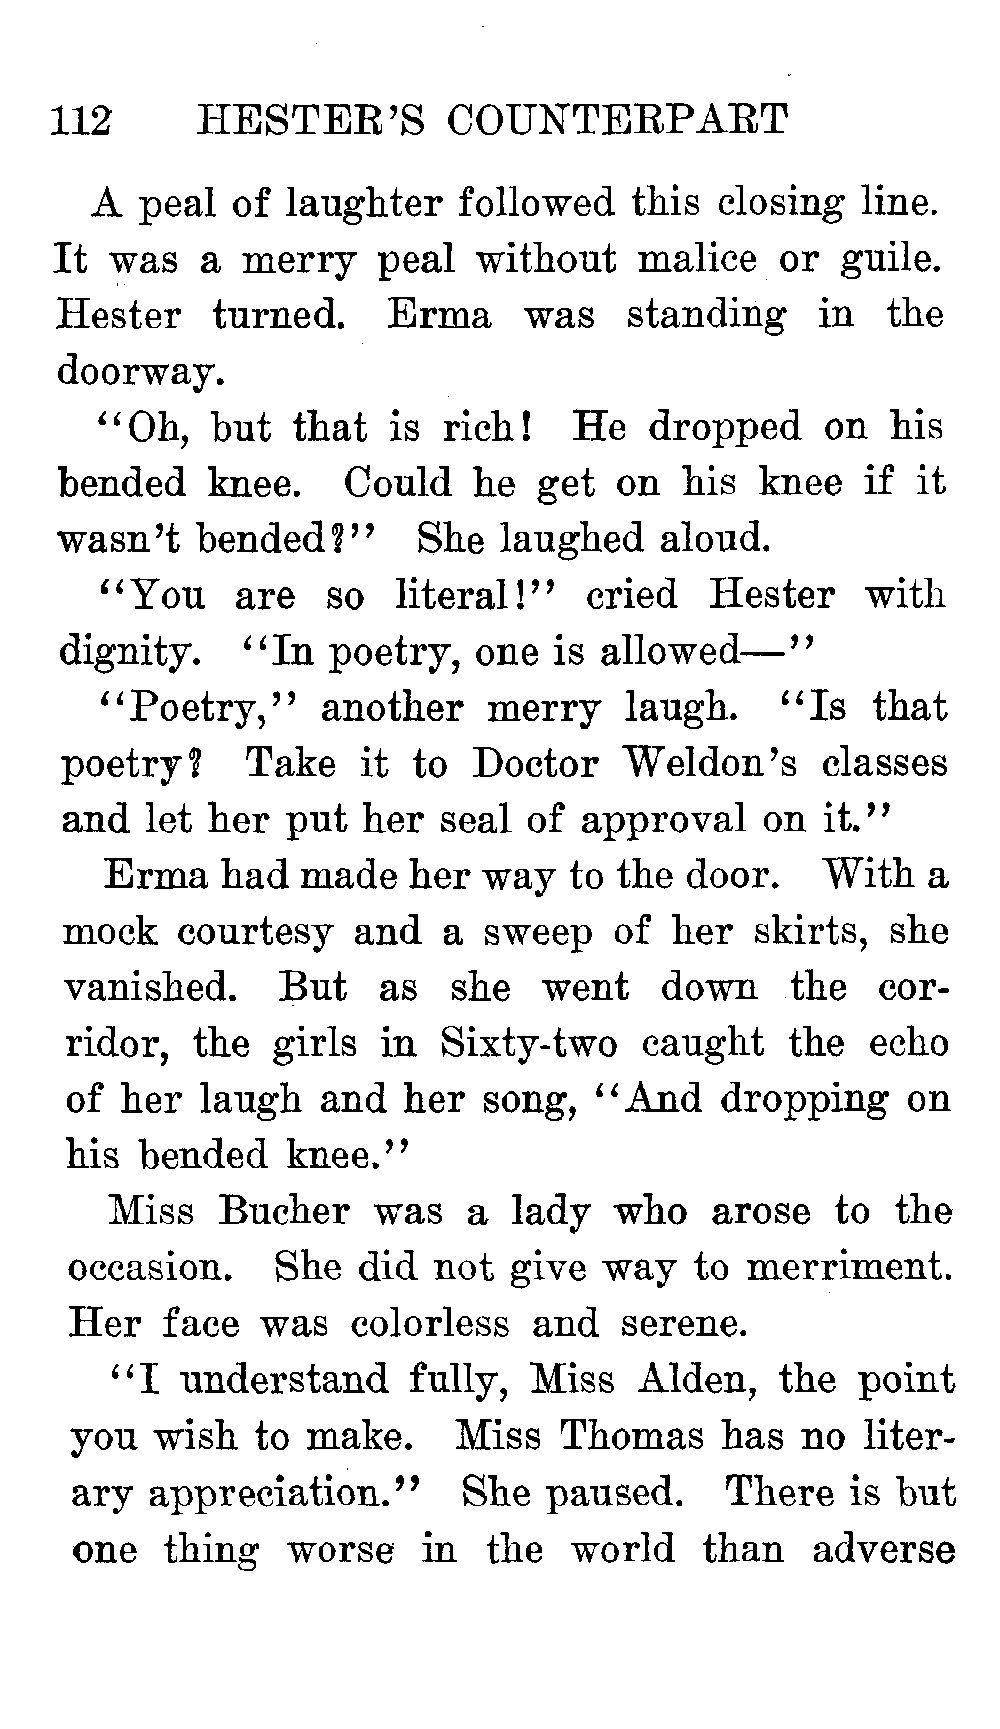 112 HESTER'S COUNTERPART
A peal of laughter followed this closing line.
It was a merry peal without malice or guile.
Hester turned. Erma was standing in the
doorway.
"Oh, but that is rich! He dropped on his
bended knee. Could he get on his knee if it
wasn't bended?" She laughed aloud.
"You are so literal!" cried Hester with
dignity. "In poetry, one is allowed—"
"Poetry," another merry laugh. "Is that
poetry? Take it to Doctor Weldon's classes
and let her put her seal of approval on it."
Erma had made her way to the door. With a
mock courtesy and a sweep of her skirts, she
vanished. But as she went down the cor-
ridor, the girls in Sixty-two caught the echo
of her laugh and her song, "And dropping on
his bended knee."
Miss Bucher was a lady who arose to the
occasion. She did not give way to merriment.
Her face was colorless and serene.
"I understand fully, Miss Alden, the point
you wish to make. Miss Thomas has no liter-
ary appreciation." She paused. There is but
one thing worse in the world than adverse